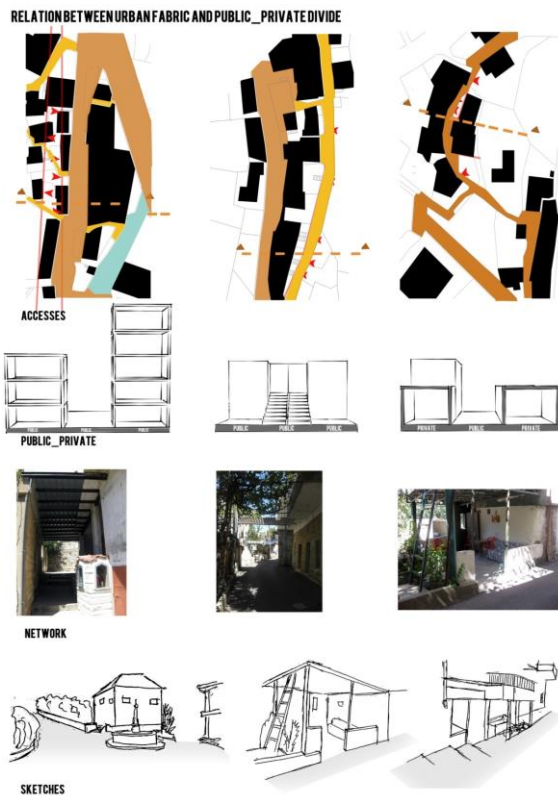 RELATION BETWEEN URBAN FABRIC AND PUBLIC_PRIVATE DIVIDE
ACCESSES
PUBLIC PUBLIC PUBLIC
PUBLIC PUBLIC PUBLIC
PRIVATE PUBLIC PRIVATE
PUBLIC_PRIVATE
NETWORK
SKETCHES